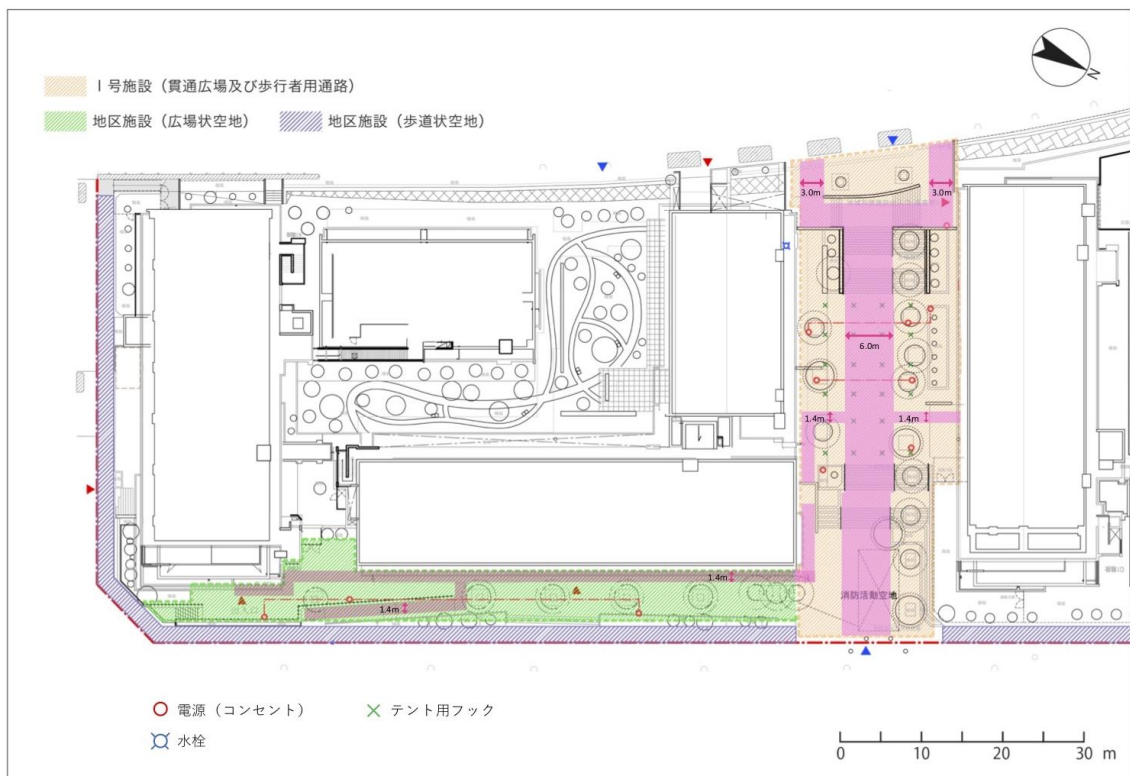 N
1号施設（貫通広場及び歩行者用通路）
地区施設（広場状空地）
地区施設（歩道状空地）
3.0m
3.0m
6.0m
1.4m
1.4m
1.4m
1.4m
消防活動空地
電源（コンセント）
テント用フック
水栓
0 10 20 30 m